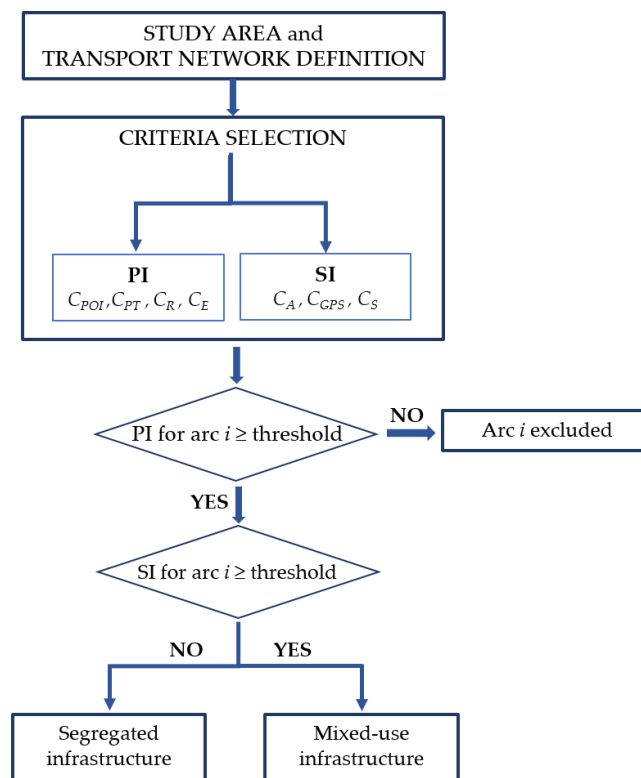 STUDY AREA and
TRANSPORT NETWORK DEFINITION
CRITERIA SELECTION
PI
C_POI, C_PT, C_R, C_E
SI
C_A, C_GPS, C_S
PI for arc i ≥ threshold
NO
Arc i excluded
YES
SI for arc i ≥ threshold
NO
YES
Segregated
infrastructure
Mixed-use
infrastructure